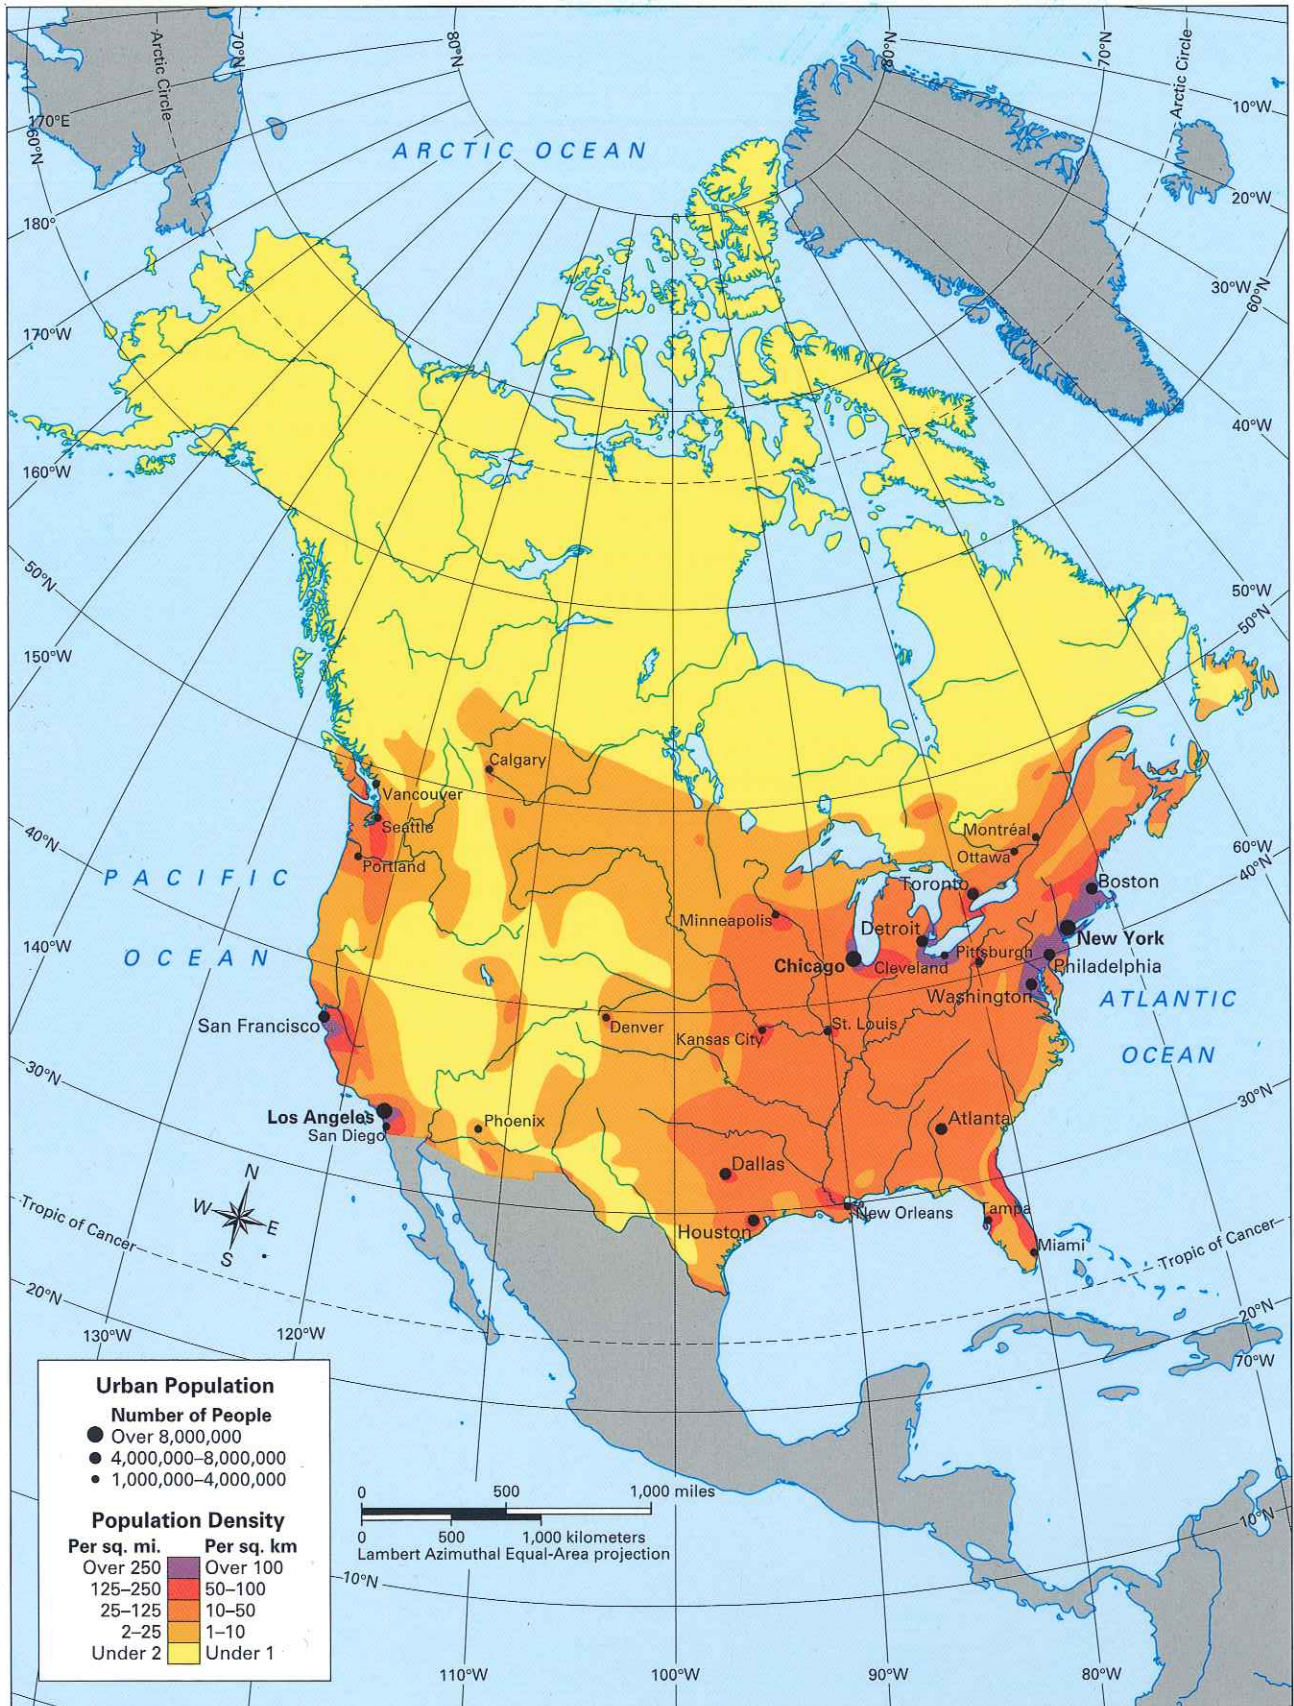 Arctic Circle
70°N
80°N
80°N
70°N
Arctic Circle
10°W
170°E
60°N
ARCTIC OCEAN
20°W
180°
30°W
60°N
170°W
40°W
160°W
50°N
50°W
50°N
150°W
Calgary
Vancouver
Seattle
40°N
Portland
Montréal
Ottawa
60°W
40°N
PACIFIC
OCEAN
Toronto
Boston
Minneapolis
Detroit
New York
140°W
Chicago
Cleveland
Pittsburgh
Philadelphia
Washington
ATLANTIC
OCEAN
San Francisco
Denver
Kansas City
St. Louis
30°N
30°N
Los Angeles
San Diego
Phoenix
Atlanta
Dallas
N
W
E
S
Tropic of Cancer
Houston
New Orleans
Tampa
Miami
Tropic of Cancer
20°N
20°N
130°W
120°W
70°W
Urban Population
Number of People
Over 8,000,000
4,000,000–8,000,000
1,000,000–4,000,000
Population Density
Per sq. mi. Per sq. km
Over 250 Over 100
125–250 50–100
25–125 10–50
2–25 1–10
Under 2 Under 1
0 500 1,000 miles
0 500 1,000 kilometers
Lambert Azimuthal Equal-Area projection
10°N
10°N
110°W
100°W
90°W
80°W